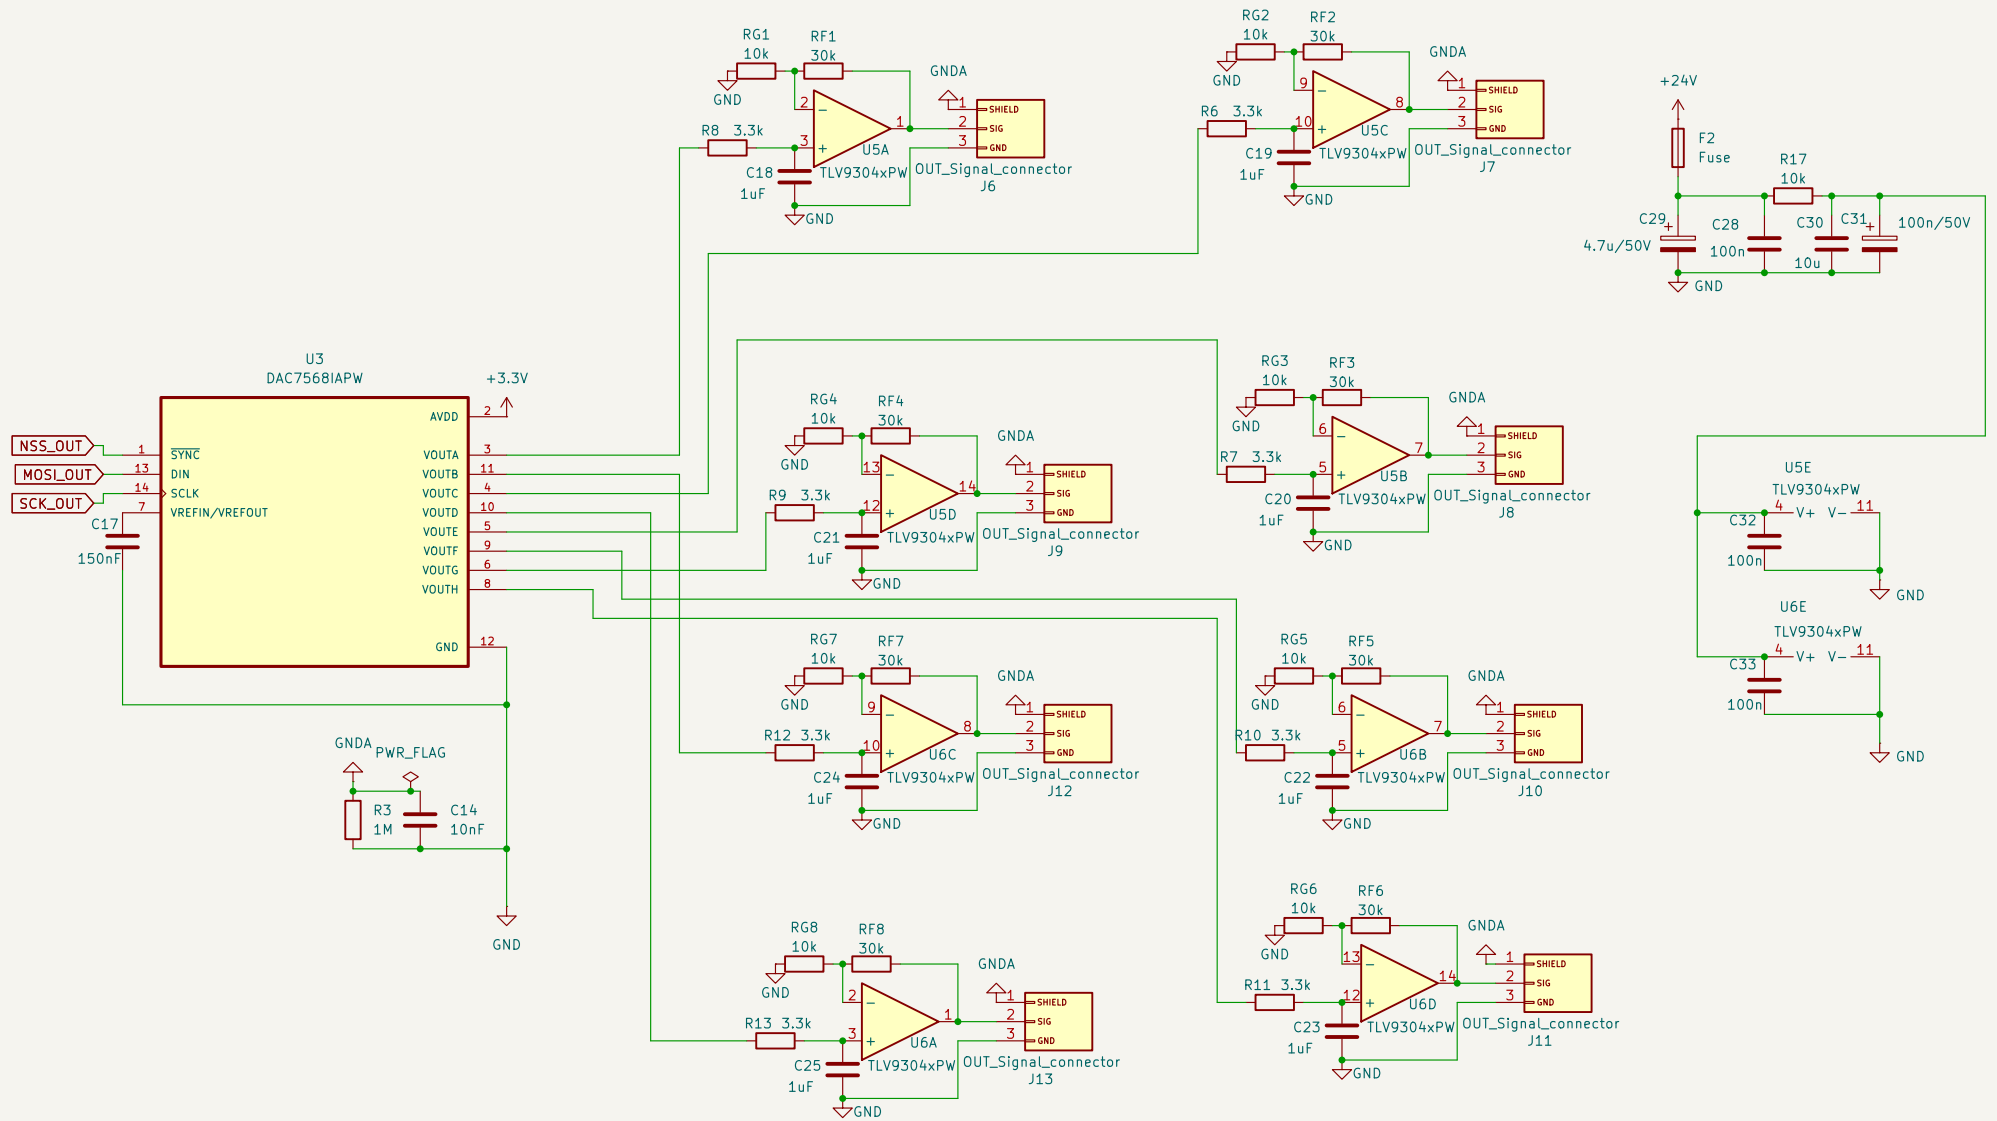 U3
DAC7568IAPW
+3.3V
NSS_OUT
MOSI_OUT
SCK_OUT
1
13
14
7
SYNC
DIN
SCLK
VREFIN/VREFOUT
AVDD
VOUTA
VOUTB
VOUTC
VOUTD
VOUTE
VOUTF
VOUTG
VOUTH
GND
2
3
11
4
10
5
9
6
8
12
C17
150nF
GNDA
PWR_FLAG
R3
1M
C14
10nF
GND
RG1
10k
RF1
30k
GND
R8 3.3k
2
3
1
−
+
U5A
TLV9304xPW
C18
1uF
GND
GNDA
1 SHIELD
2 SIG
3 GND
OUT_Signal_connector
J6
RG2
10k
RF2
30k
GND
R6 3.3k
9
10
8
−
+
U5C
TLV9304xPW
C19
1uF
GND
GNDA
1 SHIELD
2 SIG
3 GND
OUT_Signal_connector
J7
RG4
10k
RF4
30k
GND
R9 3.3k
13
12
14
−
+
U5D
TLV9304xPW
C21
1uF
GND
GNDA
1 SHIELD
2 SIG
3 GND
OUT_Signal_connector
J9
RG3
10k
RF3
30k
GND
R7 3.3k
6
5
7
−
+
U5B
TLV9304xPW
C20
1uF
GND
GNDA
1 SHIELD
2 SIG
3 GND
OUT_Signal_connector
J8
RG7
10k
RF7
30k
GND
R12 3.3k
9
10
8
−
+
U6C
TLV9304xPW
C24
1uF
GND
GNDA
1 SHIELD
2 SIG
3 GND
OUT_Signal_connector
J12
RG5
10k
RF5
30k
GND
R10 3.3k
6
5
7
−
+
U6B
TLV9304xPW
C22
1uF
GND
GNDA
1 SHIELD
2 SIG
3 GND
OUT_Signal_connector
J10
RG8
10k
RF8
30k
GND
R13 3.3k
2
3
1
−
+
U6A
TLV9304xPW
C25
1uF
GND
GNDA
1 SHIELD
2 SIG
3 GND
OUT_Signal_connector
J13
RG6
10k
RF6
30k
GND
R11 3.3k
13
12
14
−
+
U6D
TLV9304xPW
C23
1uF
GND
GNDA
1 SHIELD
2 SIG
3 GND
OUT_Signal_connector
J11
+24V
F2
Fuse
R17
10k
C29
+
4.7u/50V
C28
100n
C30
10u
C31
+
100n/50V
GND
U5E
TLV9304xPW
4 V+ V- 11
C32
100n
GND
U6E
TLV9304xPW
4 V+ V- 11
C33
100n
GND